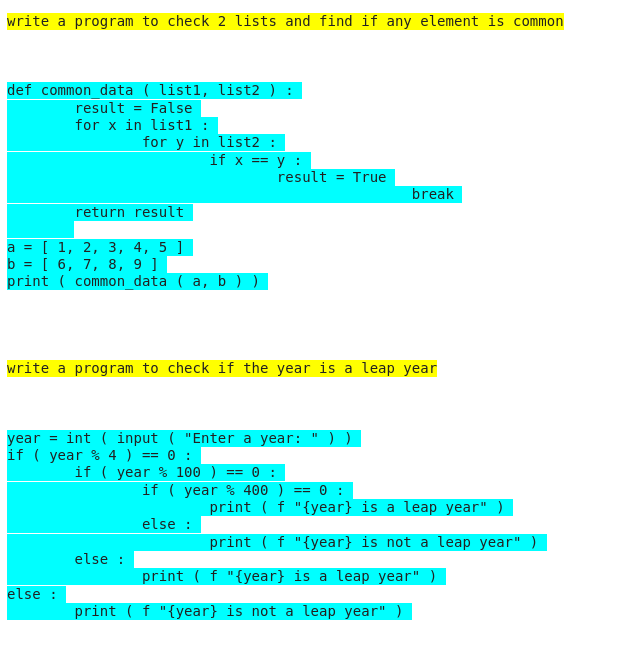 write a program to check 2 lists and find if any element is common
def common_data ( list1, list2 ) :
        result = False
        for x in list1 :
                for y in list2 :
                        if x == y :
                                result = True
                                                break
        return result
a = [ 1, 2, 3, 4, 5 ]
b = [ 6, 7, 8, 9 ]
print ( common_data ( a, b ) )
write a program to check if the year is a leap year
year = int ( input ( "Enter a year: " ) )
if ( year % 4 ) == 0 :
        if ( year % 100 ) == 0 :
                if ( year % 400 ) == 0 :
                        print ( f "{year} is a leap year" )
                else :
                        print ( f "{year} is not a leap year" )
        else :
                print ( f "{year} is a leap year" )
else :
        print ( f "{year} is not a leap year" )